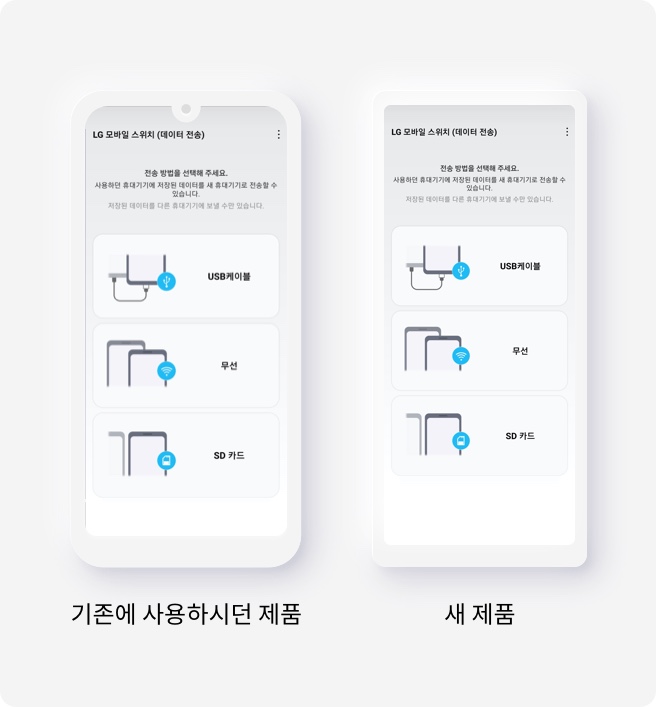 LG 모바일 스위치 (데이터 전송)
전송 방법을 선택해 주세요.
사용하던 휴대기기에 저장된 데이터를 새 휴대기기로 전송할 수
있습니다.
저장된 데이터를 다른 휴대기기에 보낼 수만 있습니다.
USB케이블
무선
SD 카드
기존에 사용하시던 제품
LG 모바일 스위치 (데이터 전송)
전송 방법을 선택해 주세요.
사용하던 휴대기기에 저장된 데이터를 새 휴대기기로 전송할 수
있습니다.
저장된 데이터를 다른 휴대기기에 보낼 수만 있습니다.
USB케이블
무선
SD 카드
새 제품